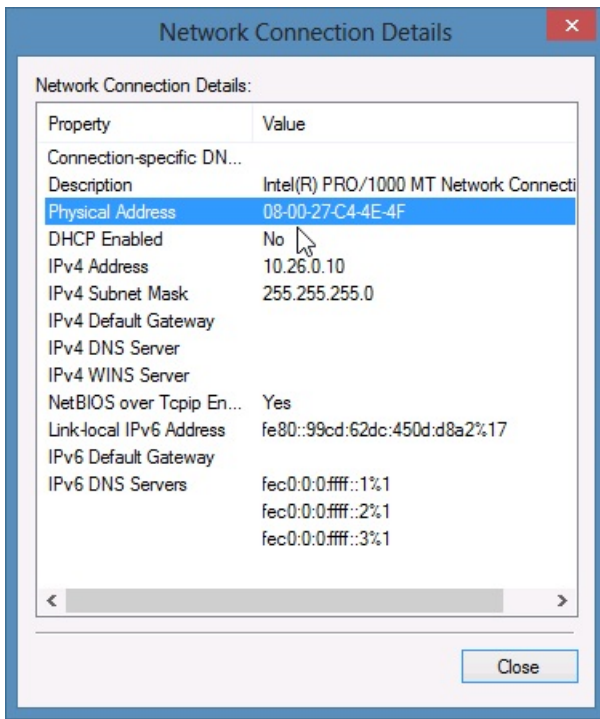 Network Connection Details
Network Connection Details:
Property Value
Connection-specific DN...
Description Intel(R) PRO/1000 MT Network Connecti
Physical Address 08-00-27-C4-4E-4F
DHCP Enabled No
IPv4 Address 10.26.0.10
IPv4 Subnet Mask 255.255.255.0
IPv4 Default Gateway
IPv4 DNS Server
IPv4 WINS Server
NetBIOS over Tcpip En... Yes
Link-local IPv6 Address fe80::99cd:62dc:450d:d8a2%17
IPv6 Default Gateway
IPv6 DNS Servers fec0:0:0:ffff::1%1
fec0:0:0:ffff::2%1
fec0:0:0:ffff::3%1
Close